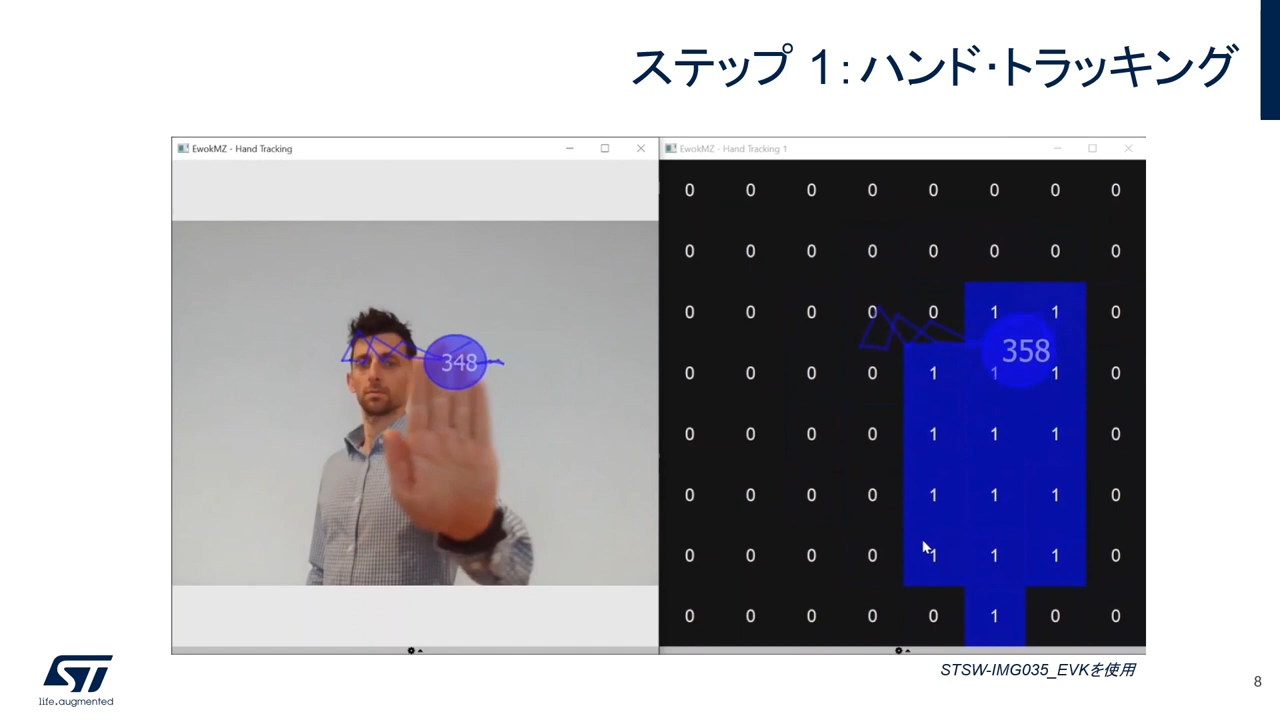 ステップ 1：ハンド・トラッキング
EwokMZ - Hand Tracking
EwokMZ - Hand Tracking 1
348
0 0 0 0 0 0 0 0
0 0 0 0 0 0 0 0
0 0 0 0 0 1 1 0
358
0 0 0 0 1 1 1 0
0 0 0 0 1 1 1 0
0 0 0 0 1 1 1 0
0 0 0 0 1 1 1 0
0 0 0 0 0 1 0 0
STSW-IMG035_EVKを使用
ST
life.augmented
8